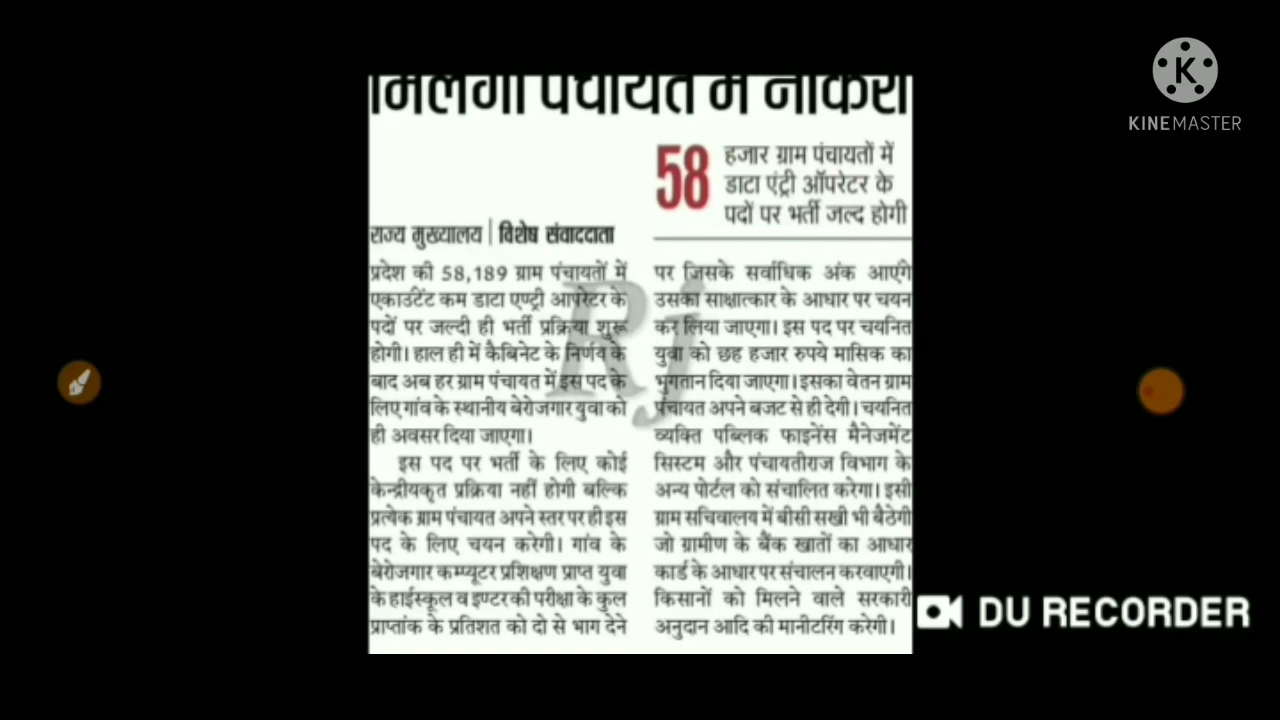 मिलेगी पंचायत में नौकरी
58
हजार ग्राम पंचायतों में
डाटा एंट्री ऑपरेटर के
पदों पर भर्ती जल्द होगी
राज्य मुख्यालय | विशेष संवाददाता
प्रदेश की 58,189 ग्राम पंचायतों में
एकाउंटेंट कम डाटा एण्ट्री आपरेटर के
पदों पर जल्दी ही भर्ती प्रक्रिया शुरू
होगी। हाल ही में कैबिनेट के निर्णय के
बाद अब हर ग्राम पंचायत में इस पद के
लिए गांव के स्थानीय बेरोजगार युवा को
ही अवसर दिया जाएगा।
इस पद पर भर्ती के लिए कोई
केन्द्रीयकृत प्रक्रिया नहीं होगी बल्कि
प्रत्येक ग्राम पंचायत अपने स्तर पर ही इस
पद के लिए चयन करेगी। गांव के
बेरोजगार कम्प्यूटर प्रशिक्षण प्राप्त युवा
के हाईस्कूल व इण्टर की परीक्षा के कुल
प्राप्तांक के प्रतिशत को दो से भाग देने
पर जिसके सर्वाधिक अंक आएंगे
उसका साक्षात्कार के आधार पर चयन
कर लिया जाएगा। इस पद पर चयनित
युवा को छह हजार रुपये मासिक का
भुगतान दिया जाएगा। इसका वेतन ग्राम
पंचायत अपने बजट से ही देगी। चयनित
व्यक्ति पब्लिक फाइनेंस मैनेजमेंट
सिस्टम और पंचायतीराज विभाग के
अन्य पोर्टल को संचालित करेगा। इसी
ग्राम सचिवालय में बीसी सखी भी बैठेगी
जो ग्रामीण के बैंक खातों का आधार
कार्ड के आधार पर संचालन करवाएगी।
किसानों को मिलने वाले सरकारी
अनुदान आदि की मानीटरिंग करेगी।
Rj
K
KINEMASTER
DU RECORDER